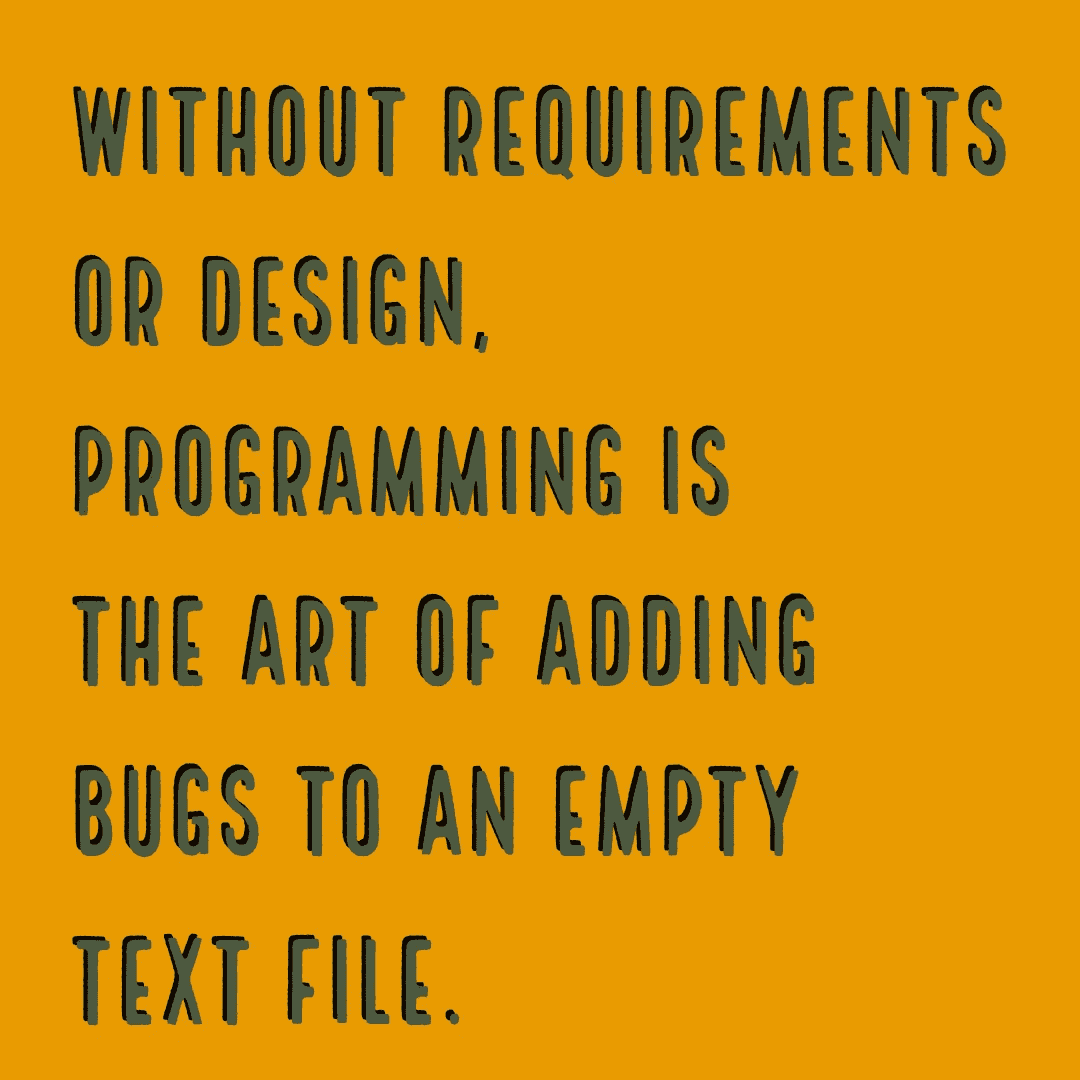 WITHOUT REQUIREMENTS
OR DESIGN,
PROGRAMMING IS
THE ART OF ADDING
BUGS TO AN EMPTY
TEXT FILE.